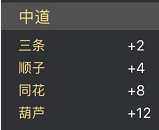 中道
三条 +2
顺子 +4
同花 +8
葫芦 +12